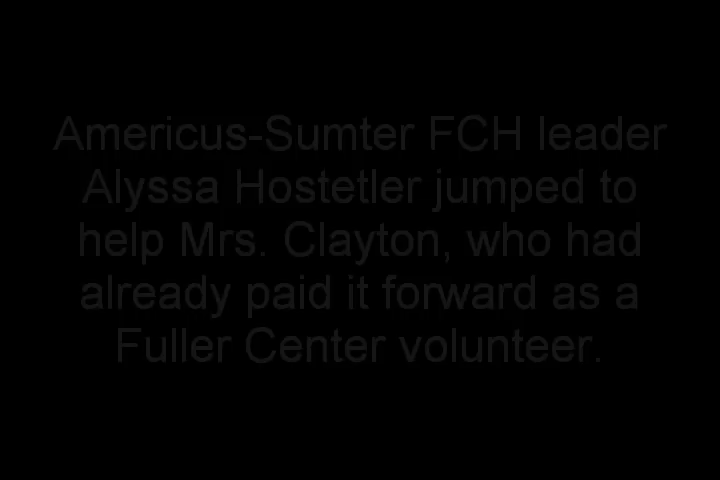 Americus-Sumter FCH leader
Alyssa Hostetler jumped to
help Mrs. Clayton, who had
already paid it forward as a
Fuller Center volunteer.